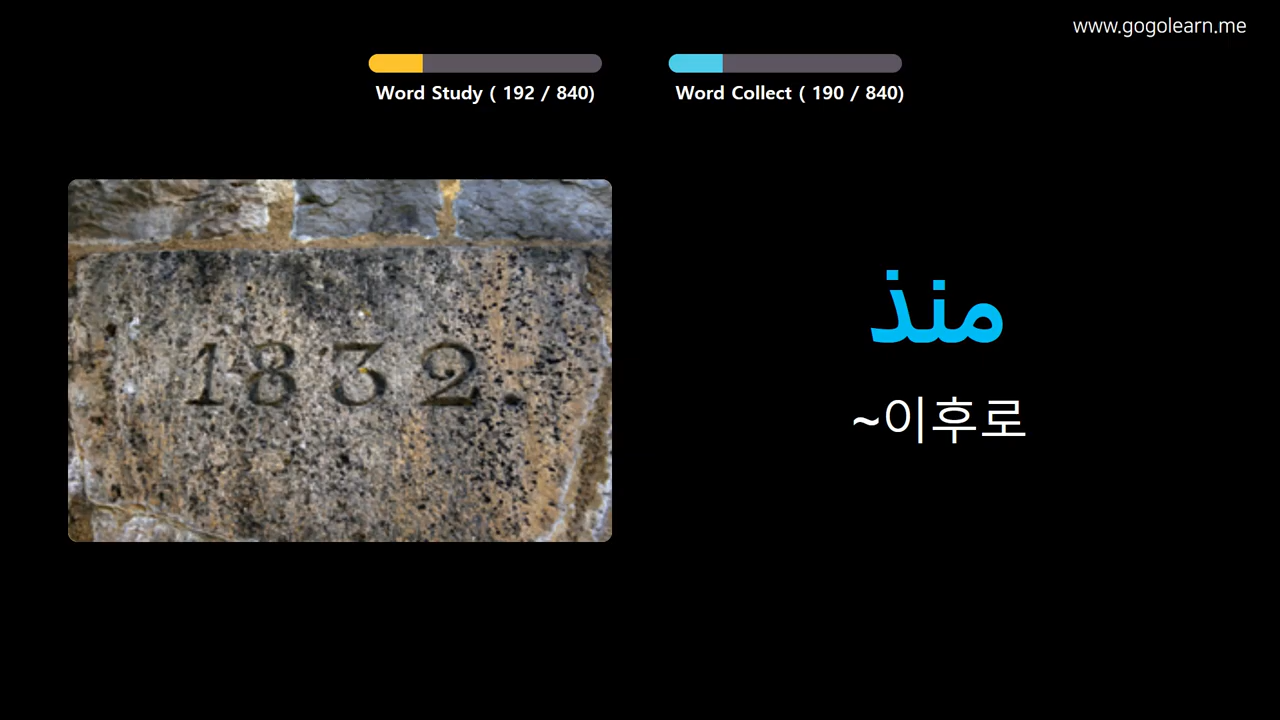 www.gogolearn.me
Word Study ( 192 / 840)
Word Collect ( 190 / 840)
1832.
منذ
~이후로